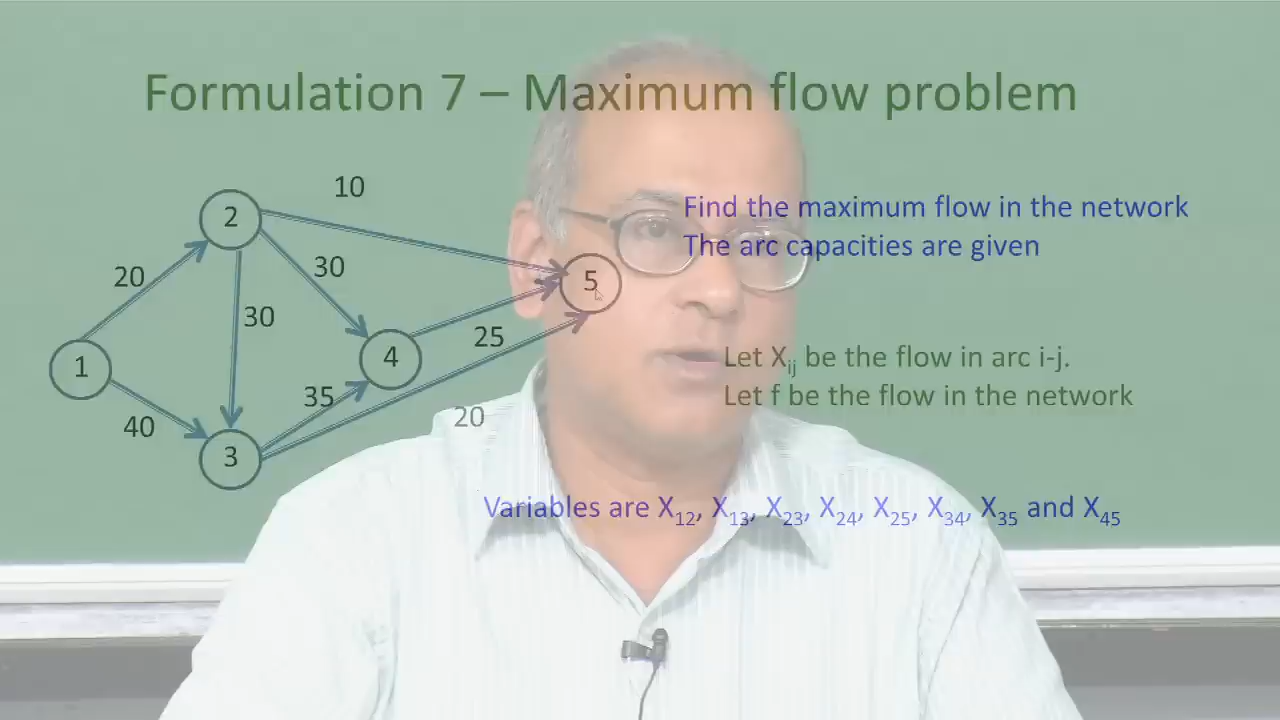 Formulation 7 – Maximum flow problem
10
2
Find the maximum flow in the network
The arc capacities are given
20
30
5
30
25
4
1
Let Xij be the flow in arc i-j.
Let f be the flow in the network
35
40
20
3
Variables are X12, X13, X23, X24, X25, X34, X35 and X45